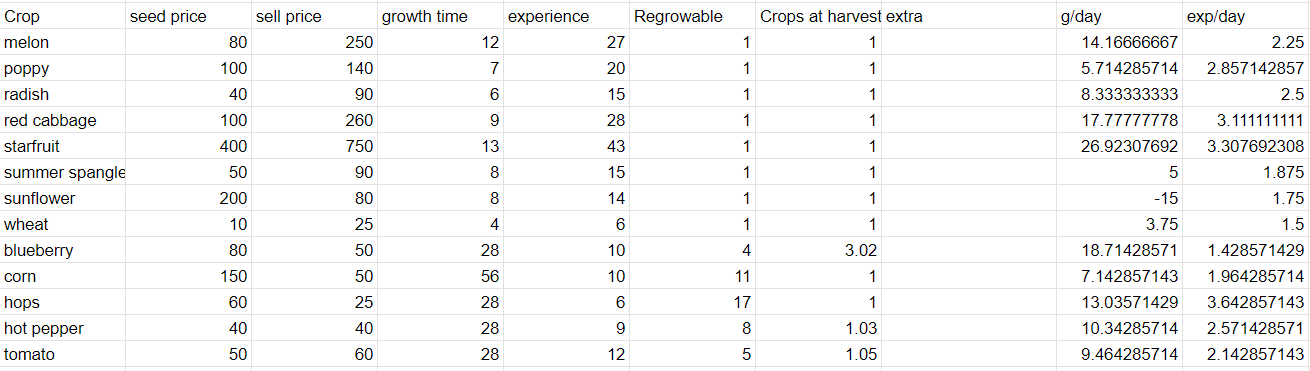 Crop seed price sell price growth time experience Regrowable Crops at harvest extra g/day exp/day
melon 80 250 12 27 1 1 14.16666667 2.25
poppy 100 140 7 20 1 1 5.714285714 2.857142857
radish 40 90 6 15 1 1 8.333333333 2.5
red cabbage 100 260 9 28 1 1 17.77777778 3.111111111
starfruit 400 750 13 43 1 1 26.92307692 3.307692308
summer spangle 50 90 8 15 1 1 5 1.875
sunflower 200 80 8 14 1 1 -15 1.75
wheat 10 25 4 6 1 1 3.75 1.5
blueberry 80 50 28 10 4 3.02 18.71428571 1.428571429
corn 150 50 56 10 11 1 7.142857143 1.964285714
hops 60 25 28 6 17 1 13.03571429 3.642857143
hot pepper 40 40 28 9 8 1.03 10.34285714 2.571428571
tomato 50 60 28 12 5 1.05 9.464285714 2.142857143